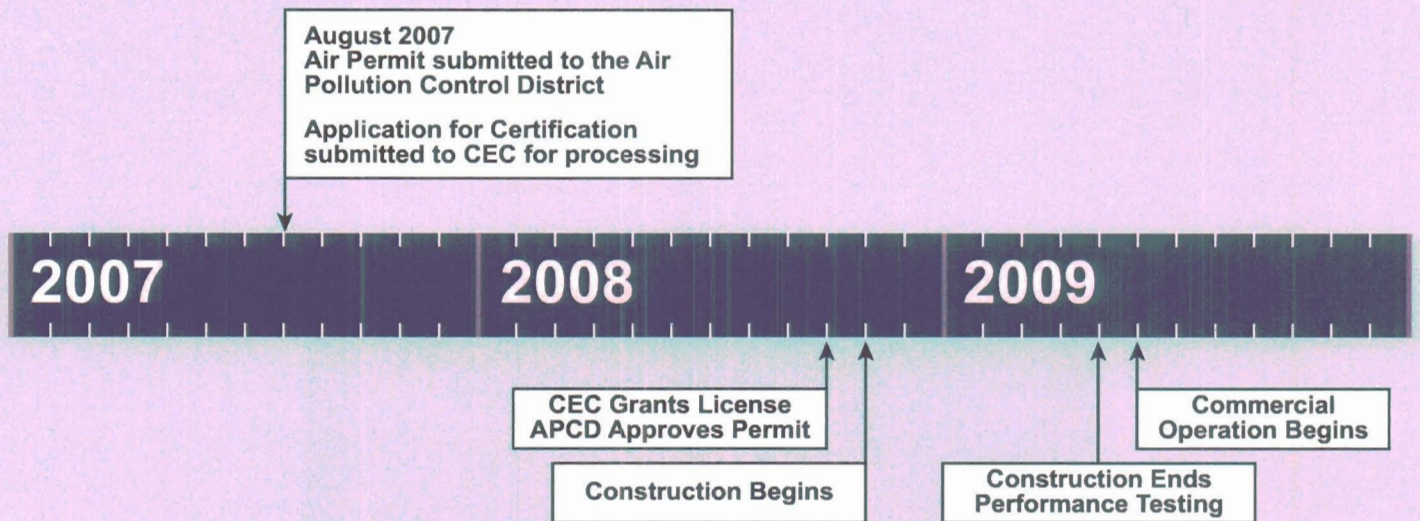 August 2007
Air Permit submitted to the Air
Pollution Control District
Application for Certification
submitted to CEC for processing
2007
2008
2009
CEC Grants License
APCD Approves Permit
Construction Begins
Commercial
Operation Begins
Construction Ends
Performance Testing